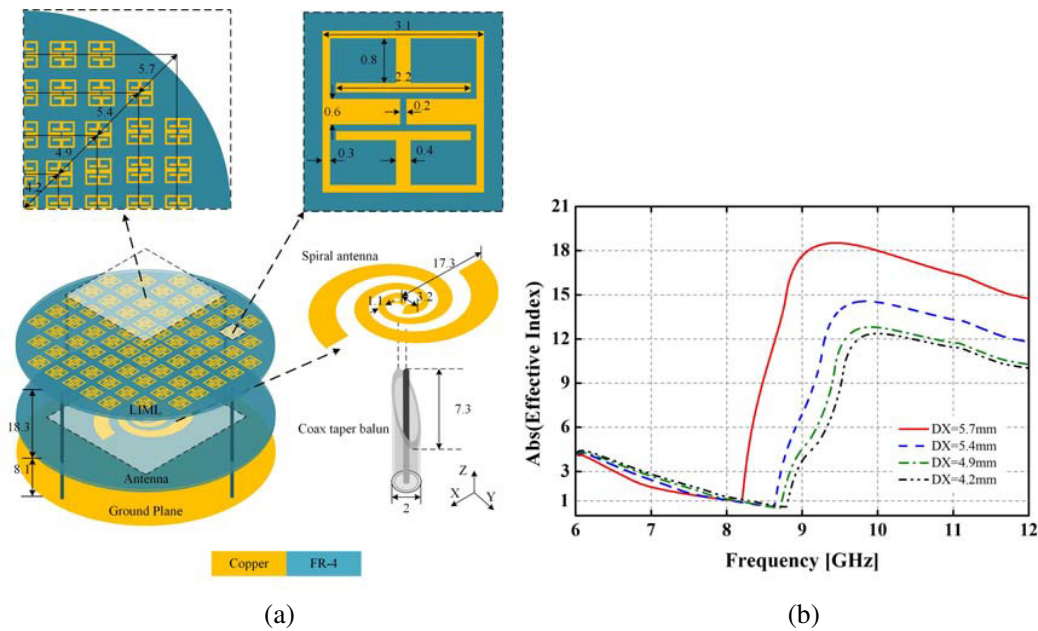 5.7
5.4
4.9
4.2
3.1
0.8
2.2
0.6
0.2
0.3
0.4
Spiral antenna
17.3
1.1
3.2
LIML
18.3
8.1
Antenna
Ground Plane
Coax taper balun
7.3
2
Z
X
Y
Copper
FR-4
(a)
Abs(Effective Index)
21
18
15
12
9
6
3
1
DX=5.7mm
DX=5.4mm
DX=4.9mm
DX=4.2mm
6 7 8 9 10 11 12
Frequency [GHz]
(b)